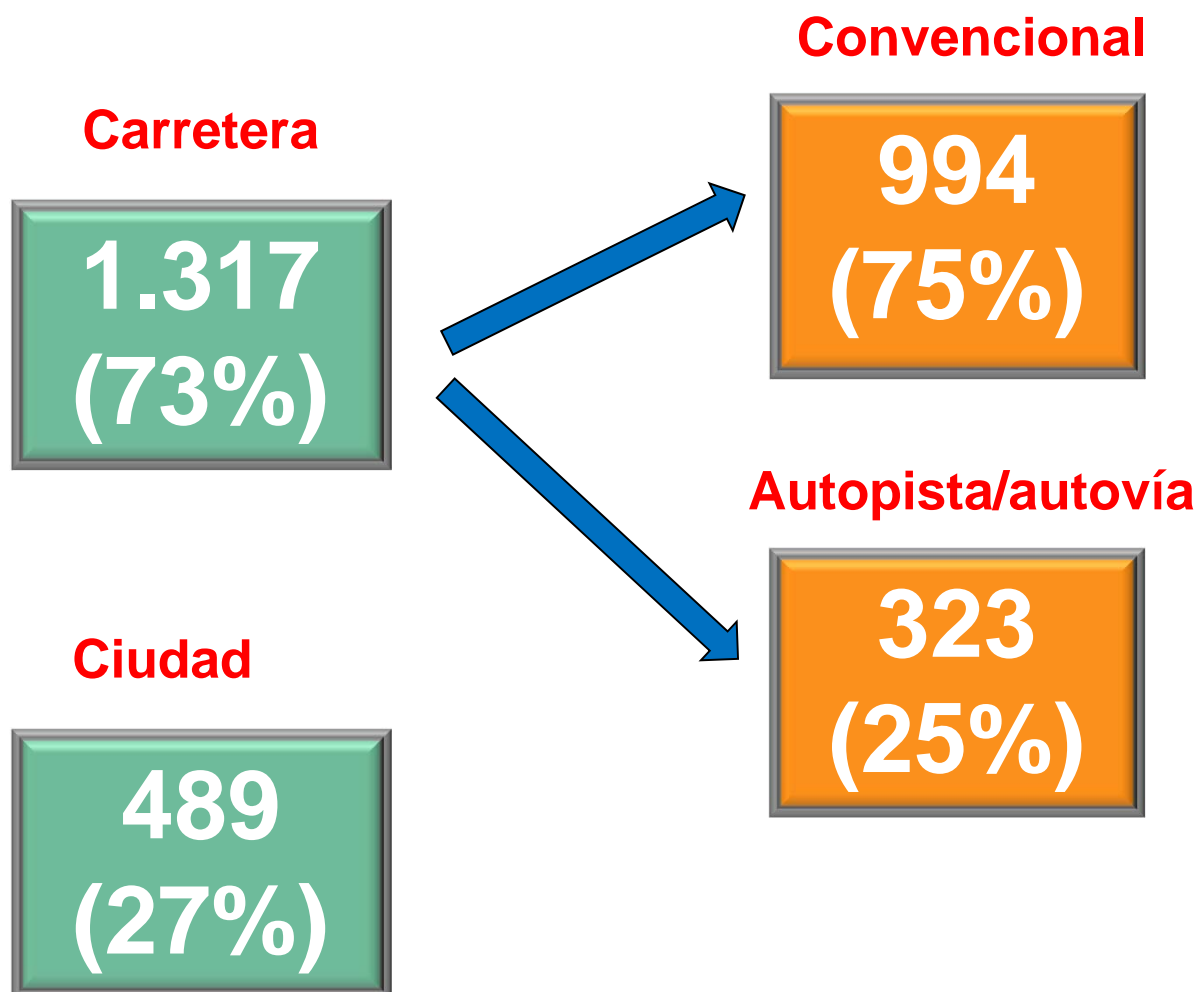 Carretera
1.317
(73%)
Convencional
994
(75%)
Autopista/autovía
323
(25%)
Ciudad
489
(27%)